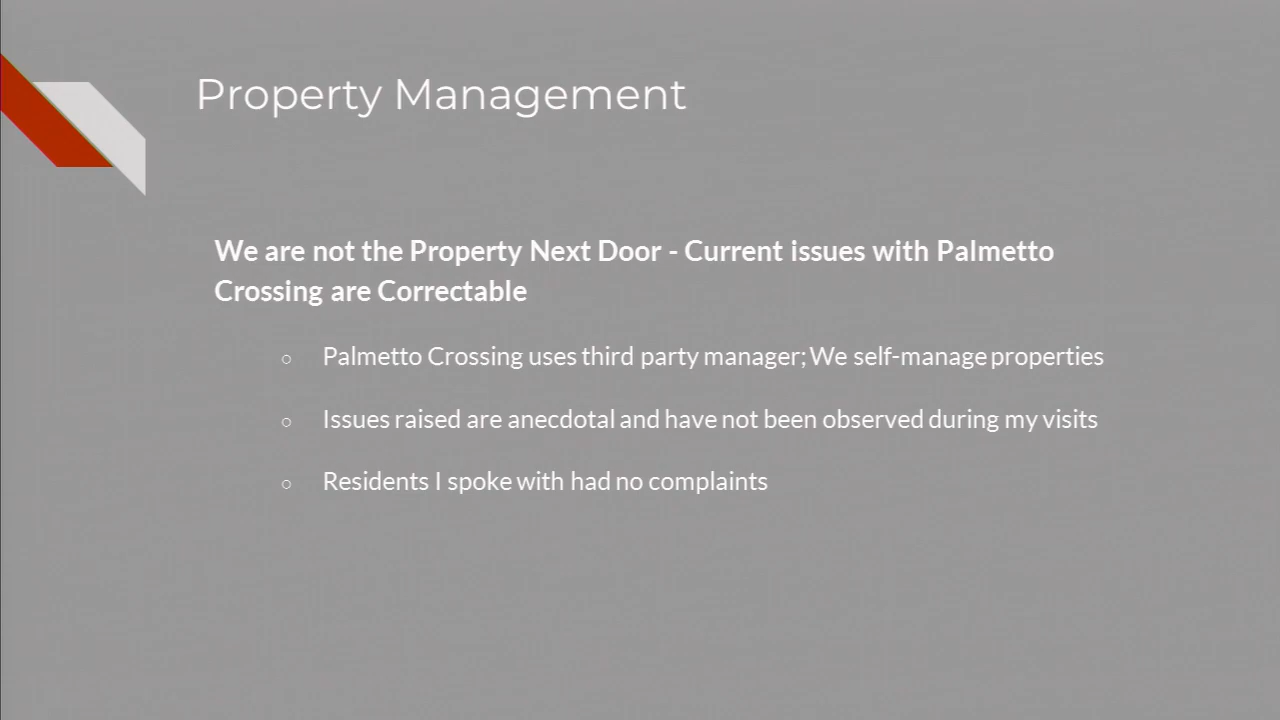 Property Management
We are not the Property Next Door - Current issues with Palmetto
Crossing are Correctable
○ Palmetto Crossing uses third party manager; We self-manage properties
○ Issues raised are anecdotal and have not been observed during my visits
○ Residents I spoke with had no complaints